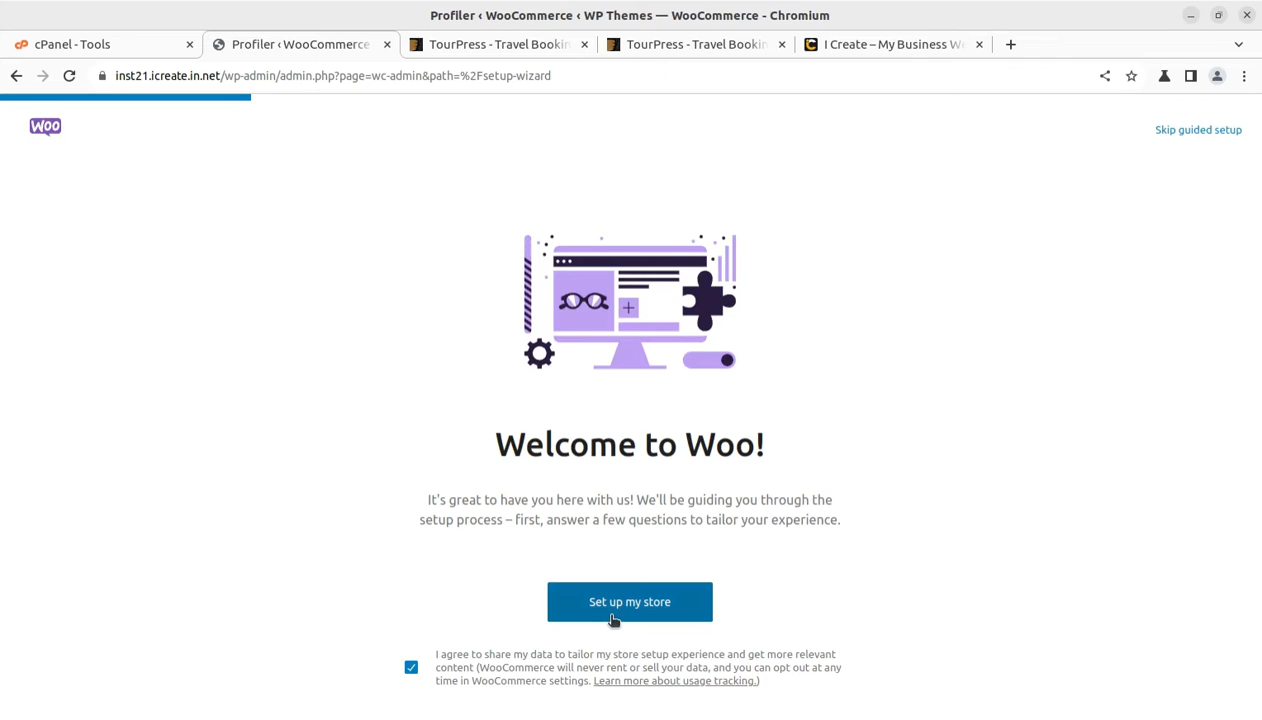 Profiler ‹ WooCommerce ‹ WP Themes — WooCommerce - Chromium
cPanel - Tools
Profiler ‹ WooCommerce
TourPress - Travel Bookin
TourPress - Travel Bookin
I Create – My Business W
inst21.icreate.in.net/wp-admin/admin.php?page=wc-admin&path=%2Fsetup-wizard
WOO
Skip guided setup
Welcome to Woo!
It's great to have you here with us! We'll be guiding you through the
setup process – first, answer a few questions to tailor your experience.
Set up my store
I agree to share my data to tailor my store setup experience and get more relevant
content (WooCommerce will never rent or sell your data, and you can opt out at any
time in WooCommerce settings. Learn more about usage tracking.)